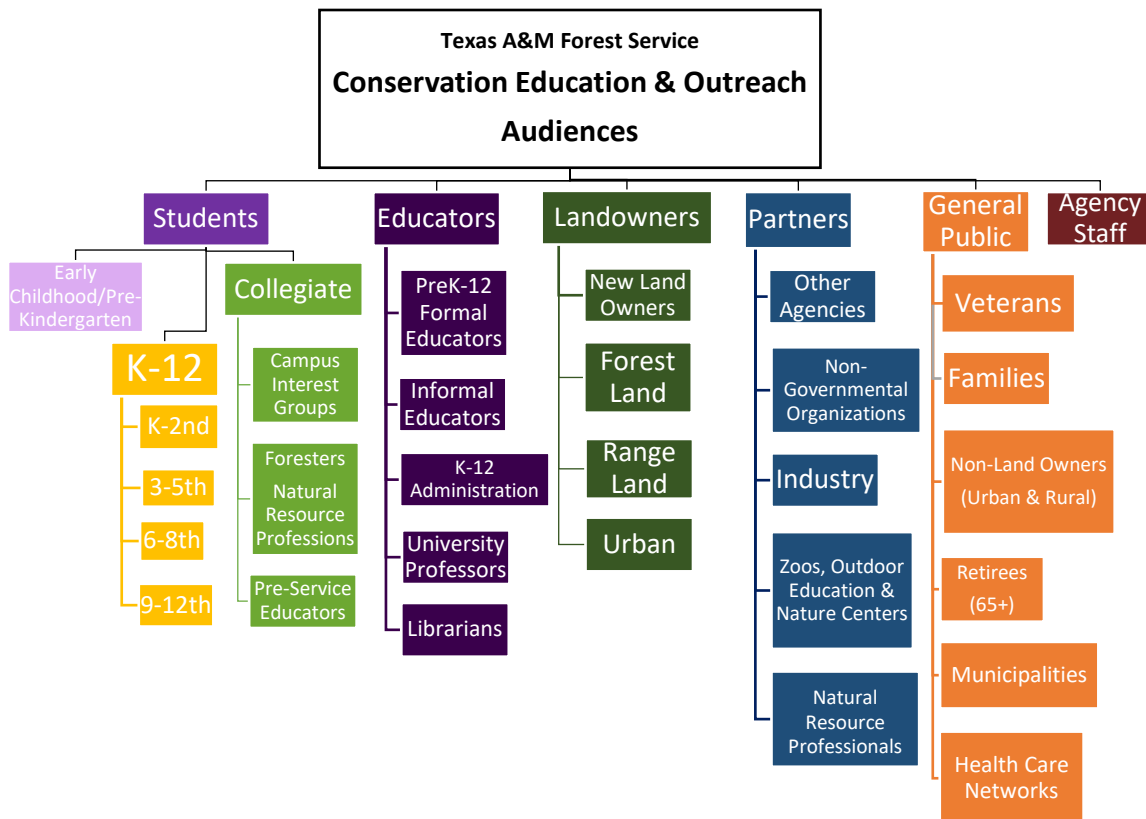 Texas A&M Forest Service
Conservation Education & Outreach
Audiences
Students
Early
Childhood/Pre-
Kindergarten
K-12
K-2nd
3-5th
6-8th
9-12th
Collegiate
Campus
Interest
Groups
Foresters
Natural
Resource
Professions
Pre-Service
Educators
Educators
PreK-12
Formal
Educators
Informal
Educators
K-12
Administration
University
Professors
Librarians
Landowners
New Land
Owners
Forest
Land
Range
Land
Urban
Partners
Other
Agencies
Non-
Governmental
Organizations
Industry
Zoos, Outdoor
Education &
Nature Centers
Natural
Resource
Professionals
General
Public
Veterans
Families
Non-Land Owners
(Urban & Rural)
Retirees
(65+)
Municipalities
Health Care
Networks
Agency
Staff